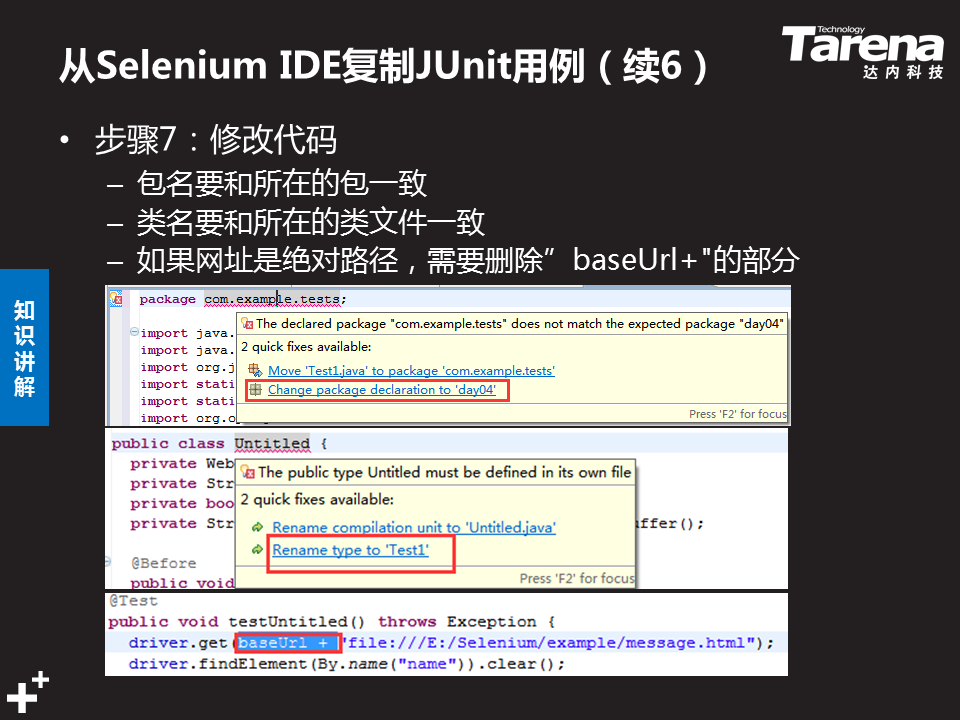 Technology
Tarena
达内科技
从Selenium IDE复制JUnit用例（续6）
• 步骤7：修改代码
– 包名要和所在的包一致
– 类名要和所在的类文件一致
– 如果网址是绝对路径，需要删除”baseUrl+"的部分
知识讲解
package com.example.tests;
The declared package "com.example.tests" does not match the expected package "day04"
import java.
2 quick fixes available:
import java.
import org.j
Move 'Test1.java' to package 'com.example.tests'
import stati
Change package declaration to 'day04'
import stati
import org.o
Press 'F2' for focus
public class Untitled {
private Web
The public type Untitled must be defined in its own file
private Str
2 quick fixes available:
private boo
private Str
Rename compilation unit to 'Untitled.java'
uffer();
Rename type to 'Test1'
@Before
public void
Press 'F2' for focus
@Test
public void testUntitled() throws Exception {
driver.get(baseUrl + "file:///E:/Selenium/example/message.html");
driver.findElement(By.name("name")).clear();